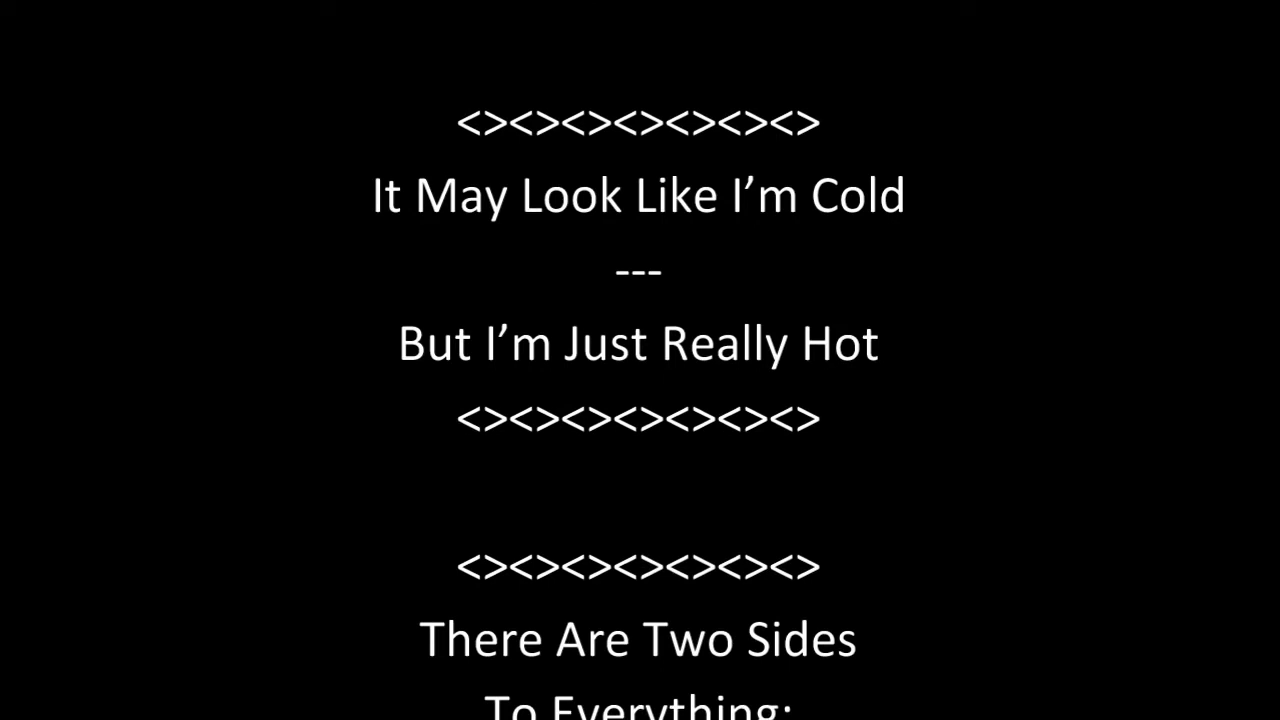 <><><><><><><>
It May Look Like I’m Cold
---
But I’m Just Really Hot
<><><><><><><>
<><><><><><><>
There Are Two Sides
To Everything: